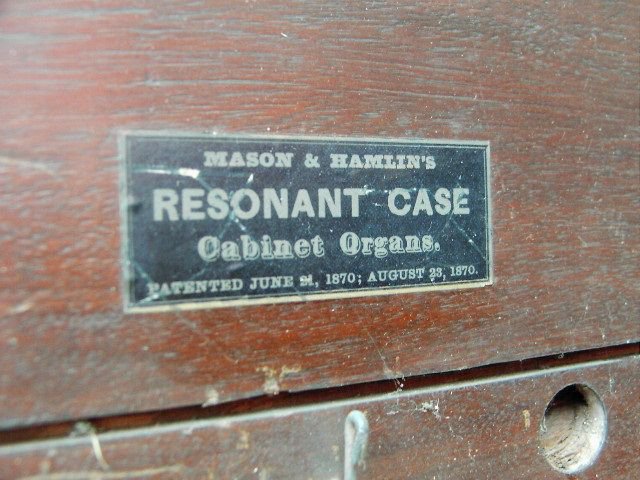 MASON & HAMLIN'S
RESONANT CASE
Cabinet Organs.
PATENTED JUNE 21, 1870; AUGUST 23, 1870.